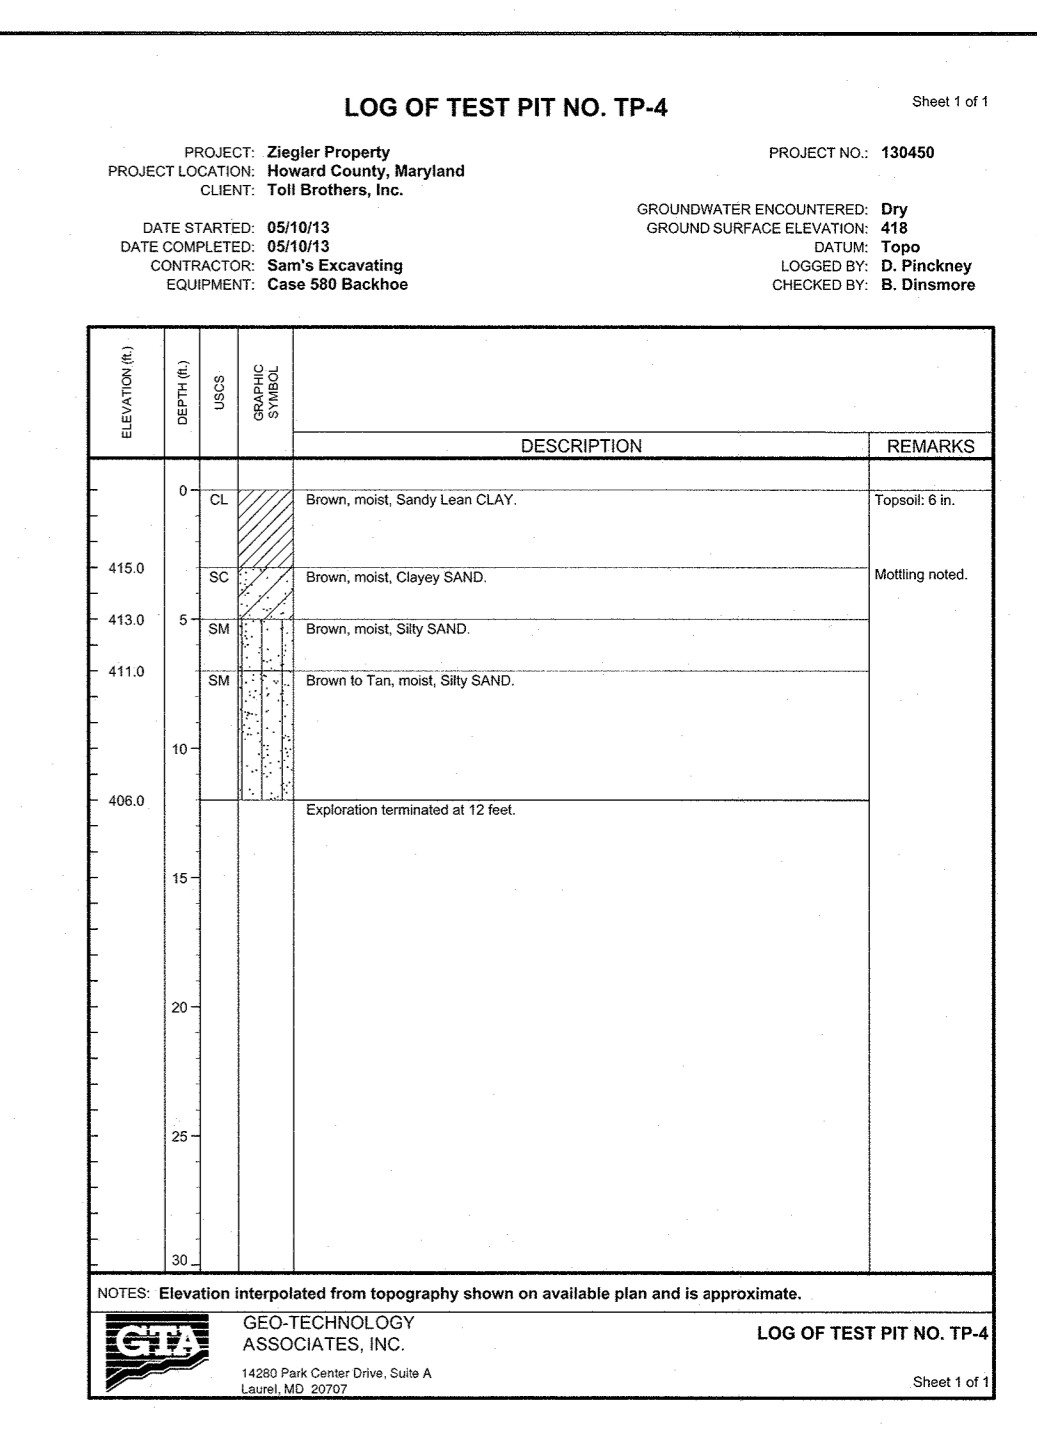 LOG OF TEST PIT NO. TP-4
Sheet 1 of 1
PROJECT: Ziegler Property
PROJECT LOCATION: Howard County, Maryland
CLIENT: Toll Brothers, Inc.
PROJECT NO.: 130450
DATE STARTED: 05/10/13
DATE COMPLETED: 05/10/13
CONTRACTOR: Sam's Excavating
EQUIPMENT: Case 580 Backhoe
GROUNDWATER ENCOUNTERED: Dry
GROUND SURFACE ELEVATION: 418
DATUM: Topo
LOGGED BY: D. Pinckney
CHECKED BY: B. Dinsmore
ELEVATION (ft.)
DEPTH (ft.)
USCS
GRAPHIC
SYMBOL
DESCRIPTION
REMARKS
0 CL Brown, moist, Sandy Lean CLAY. Topsoil: 6 in.
415.0 SC Brown, moist, Clayey SAND. Mottling noted.
413.0 5 SM Brown, moist, Silty SAND.
411.0 SM Brown to Tan, moist, Silty SAND.
10
406.0 Exploration terminated at 12 feet.
15
20
25
30
NOTES: Elevation interpolated from topography shown on available plan and is approximate.
GTA
GEO-TECHNOLOGY
ASSOCIATES, INC.
14280 Park Center Drive, Suite A
Laurel, MD 20707
LOG OF TEST PIT NO. TP-4
Sheet 1 of 1